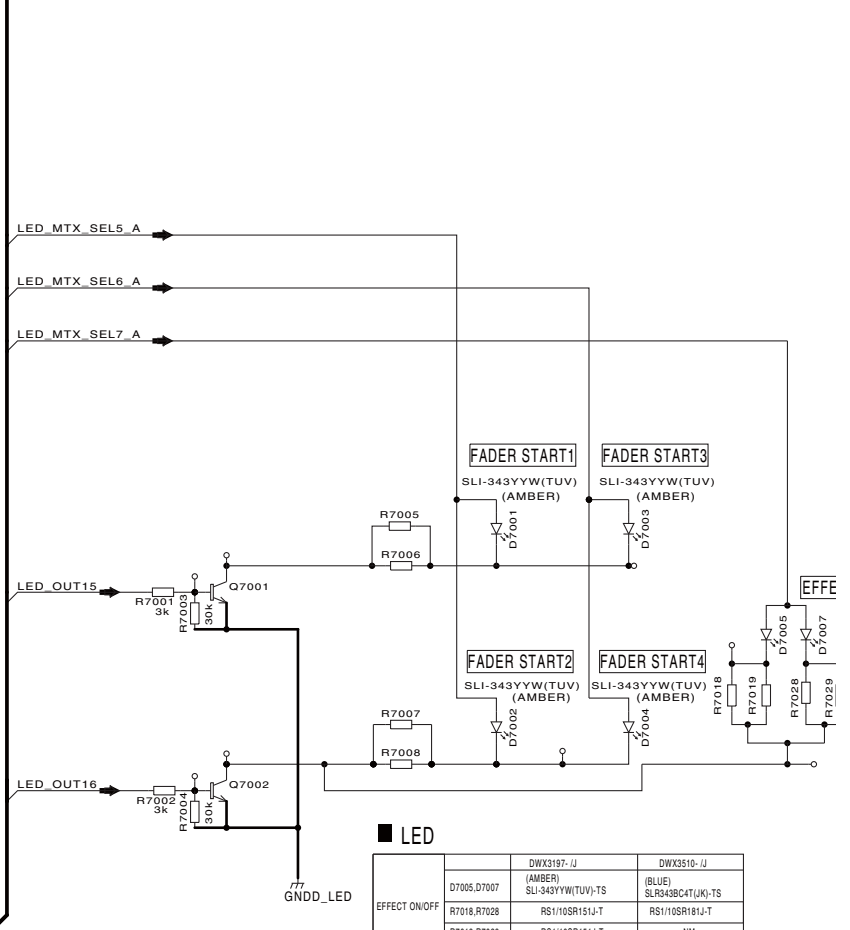 LED_MTX_SEL5_A
LED_MTX_SEL6_A
LED_MTX_SEL7_A
FADER START1
FADER START3
SLI-343YYW(TUV)
(AMBER)
SLI-343YYW(TUV)
(AMBER)
D7001
D7003
R7005
R7006
LED_OUT15
R7001
3k
R7003
30k
Q7001
EFFE
D7005
D7007
FADER START2
FADER START4
SLI-343YYW(TUV)
(AMBER)
SLI-343YYW(TUV)
(AMBER)
D7002
D7004
R7018
R7019
R7028
R7029
R7007
R7008
LED_OUT16
R7002
3k
R7004
30k
Q7002
GNDD_LED
■ LED
DWX3197- /J
DWX3510- /J
EFFECT ON/OFF
D7005,D7007
(AMBER)
SLI-343YYW(TUV)-TS
(BLUE)
SLR343BC4T(JK)-TS
R7018,R7028
RS1/10SR151J-T
RS1/10SR181J-T